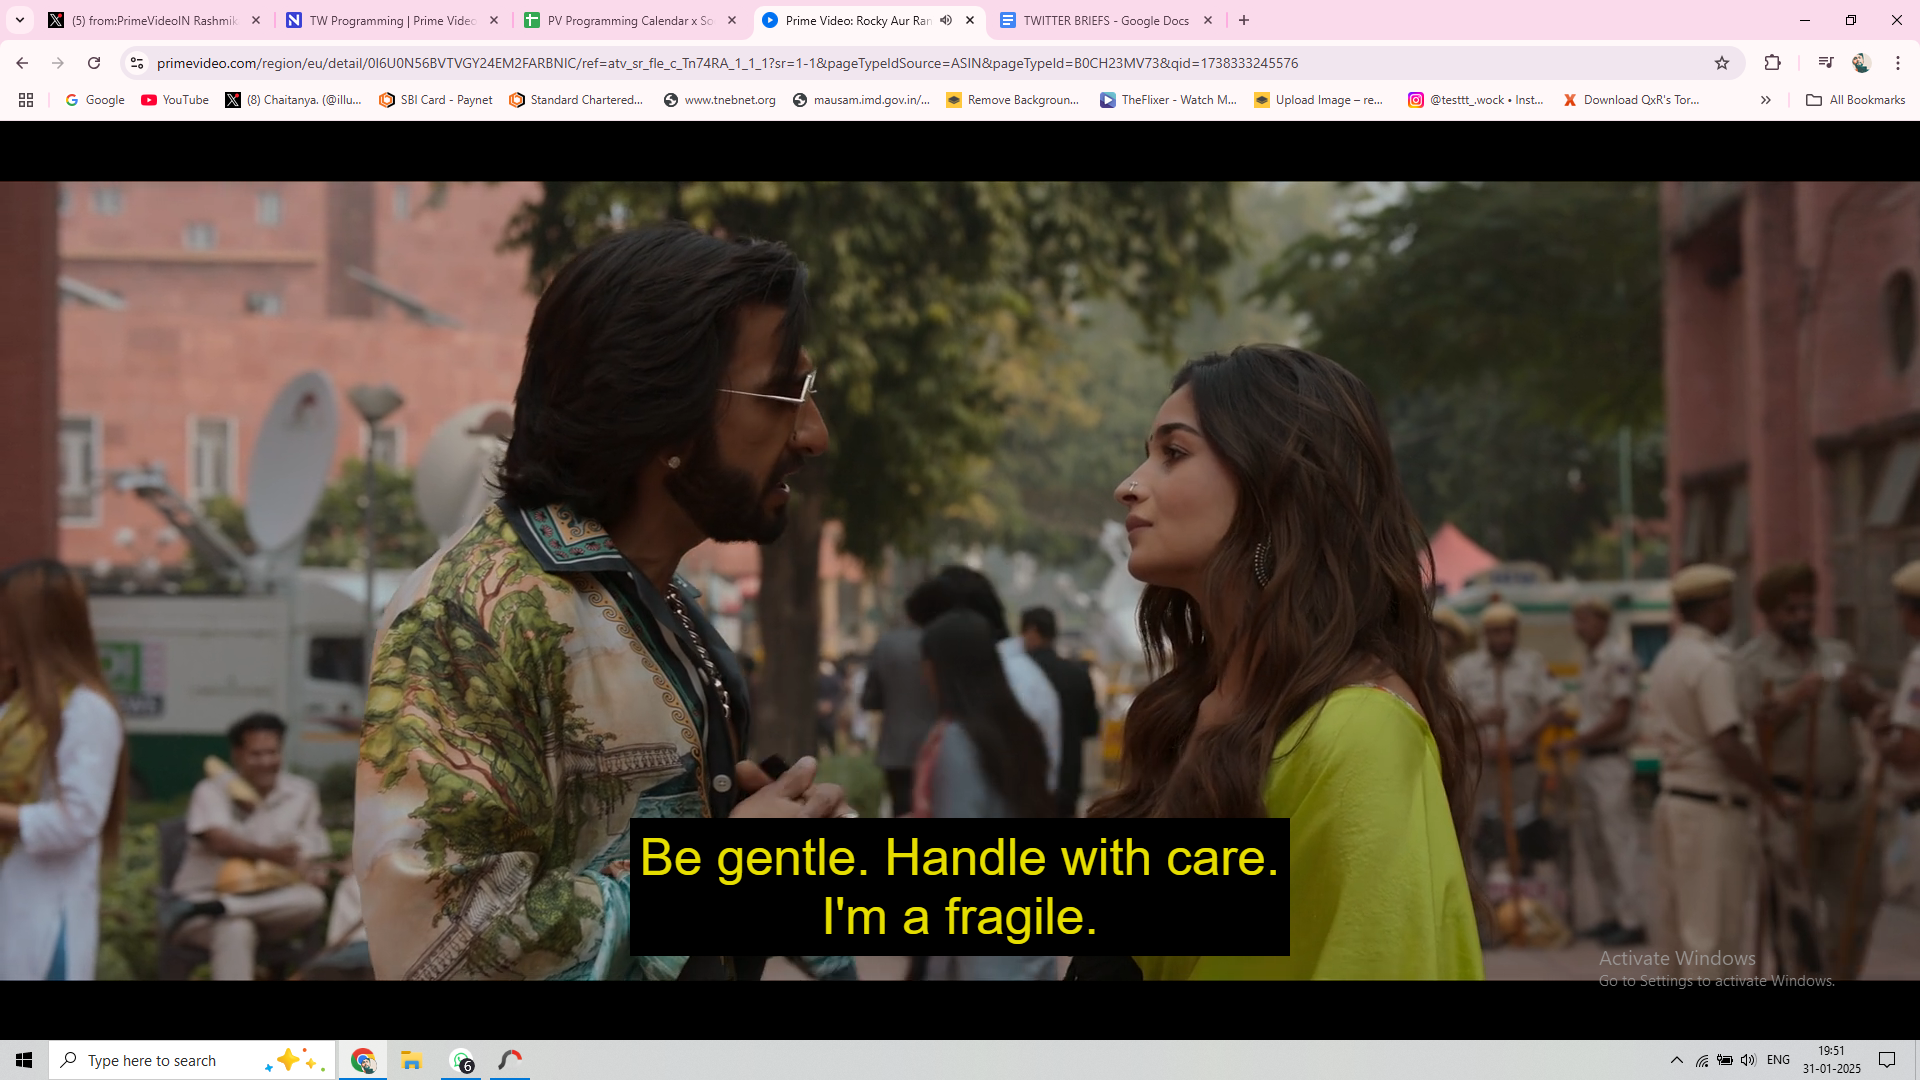 (5) from:PrimeVideoIN Rashmik
TW Programming | Prime Video
PV Programming Calendar x So
Prime Video: Rocky Aur Ran
TWITTER BRIEFS - Google Docs
primevideo.com/region/eu/detail/0I6U0N56BVTVGY24EM2FARBNIC/ref=atv_sr_fle_c_Tn74RA_1_1_1?sr=1-1&pageTypeIdSource=ASIN&pageTypeId=B0CH23MV73&qid=1738333245576
Google
YouTube
(8) Chaitanya. (@illu...
SBI Card - Paynet
Standard Chartered...
www.tnebnet.org
mausam.imd.gov.in/...
Remove Backgroun...
TheFlixer - Watch M...
Upload Image – re...
@testtt_.wock • Inst...
Download QxR's Tor...
All Bookmarks
Be gentle. Handle with care.
I'm a fragile.
Activate Windows
Go to Settings to activate Windows.
Type here to search
6
ENG
19:51
31-01-2025